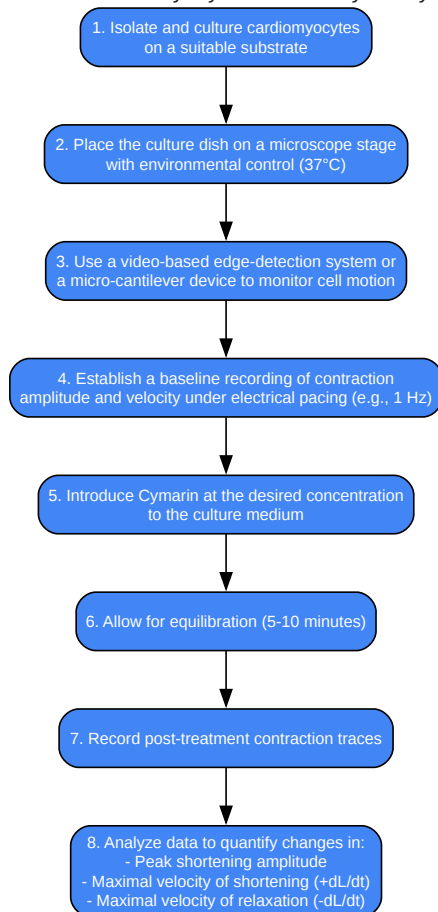 1. Isolate and culture cardiomyocytes
on a suitable substrate
2. Place the culture dish on a microscope stage
with environmental control (37°C)
3. Use a video-based edge-detection system or
a micro-cantilever device to monitor cell motion
4. Establish a baseline recording of contraction
amplitude and velocity under electrical pacing (e.g., 1 Hz)
5. Introduce Cymarin at the desired concentration
to the culture medium
6. Allow for equilibration (5-10 minutes)
7. Record post-treatment contraction traces
8. Analyze data to quantify changes in:
- Peak shortening amplitude
- Maximal velocity of shortening (+dL/dt)
- Maximal velocity of relaxation (-dL/dt)